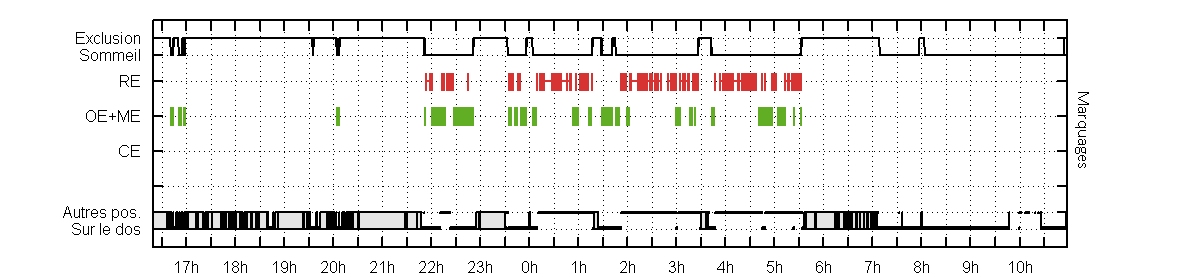 Exclusion
Sommeil
RE
OE+ME
CE
Autres pos.
Sur le dos
17h 18h 19h 20h 21h 22h 23h 0h 1h 2h 3h 4h 5h 6h 7h 8h 9h 10h
Marquages